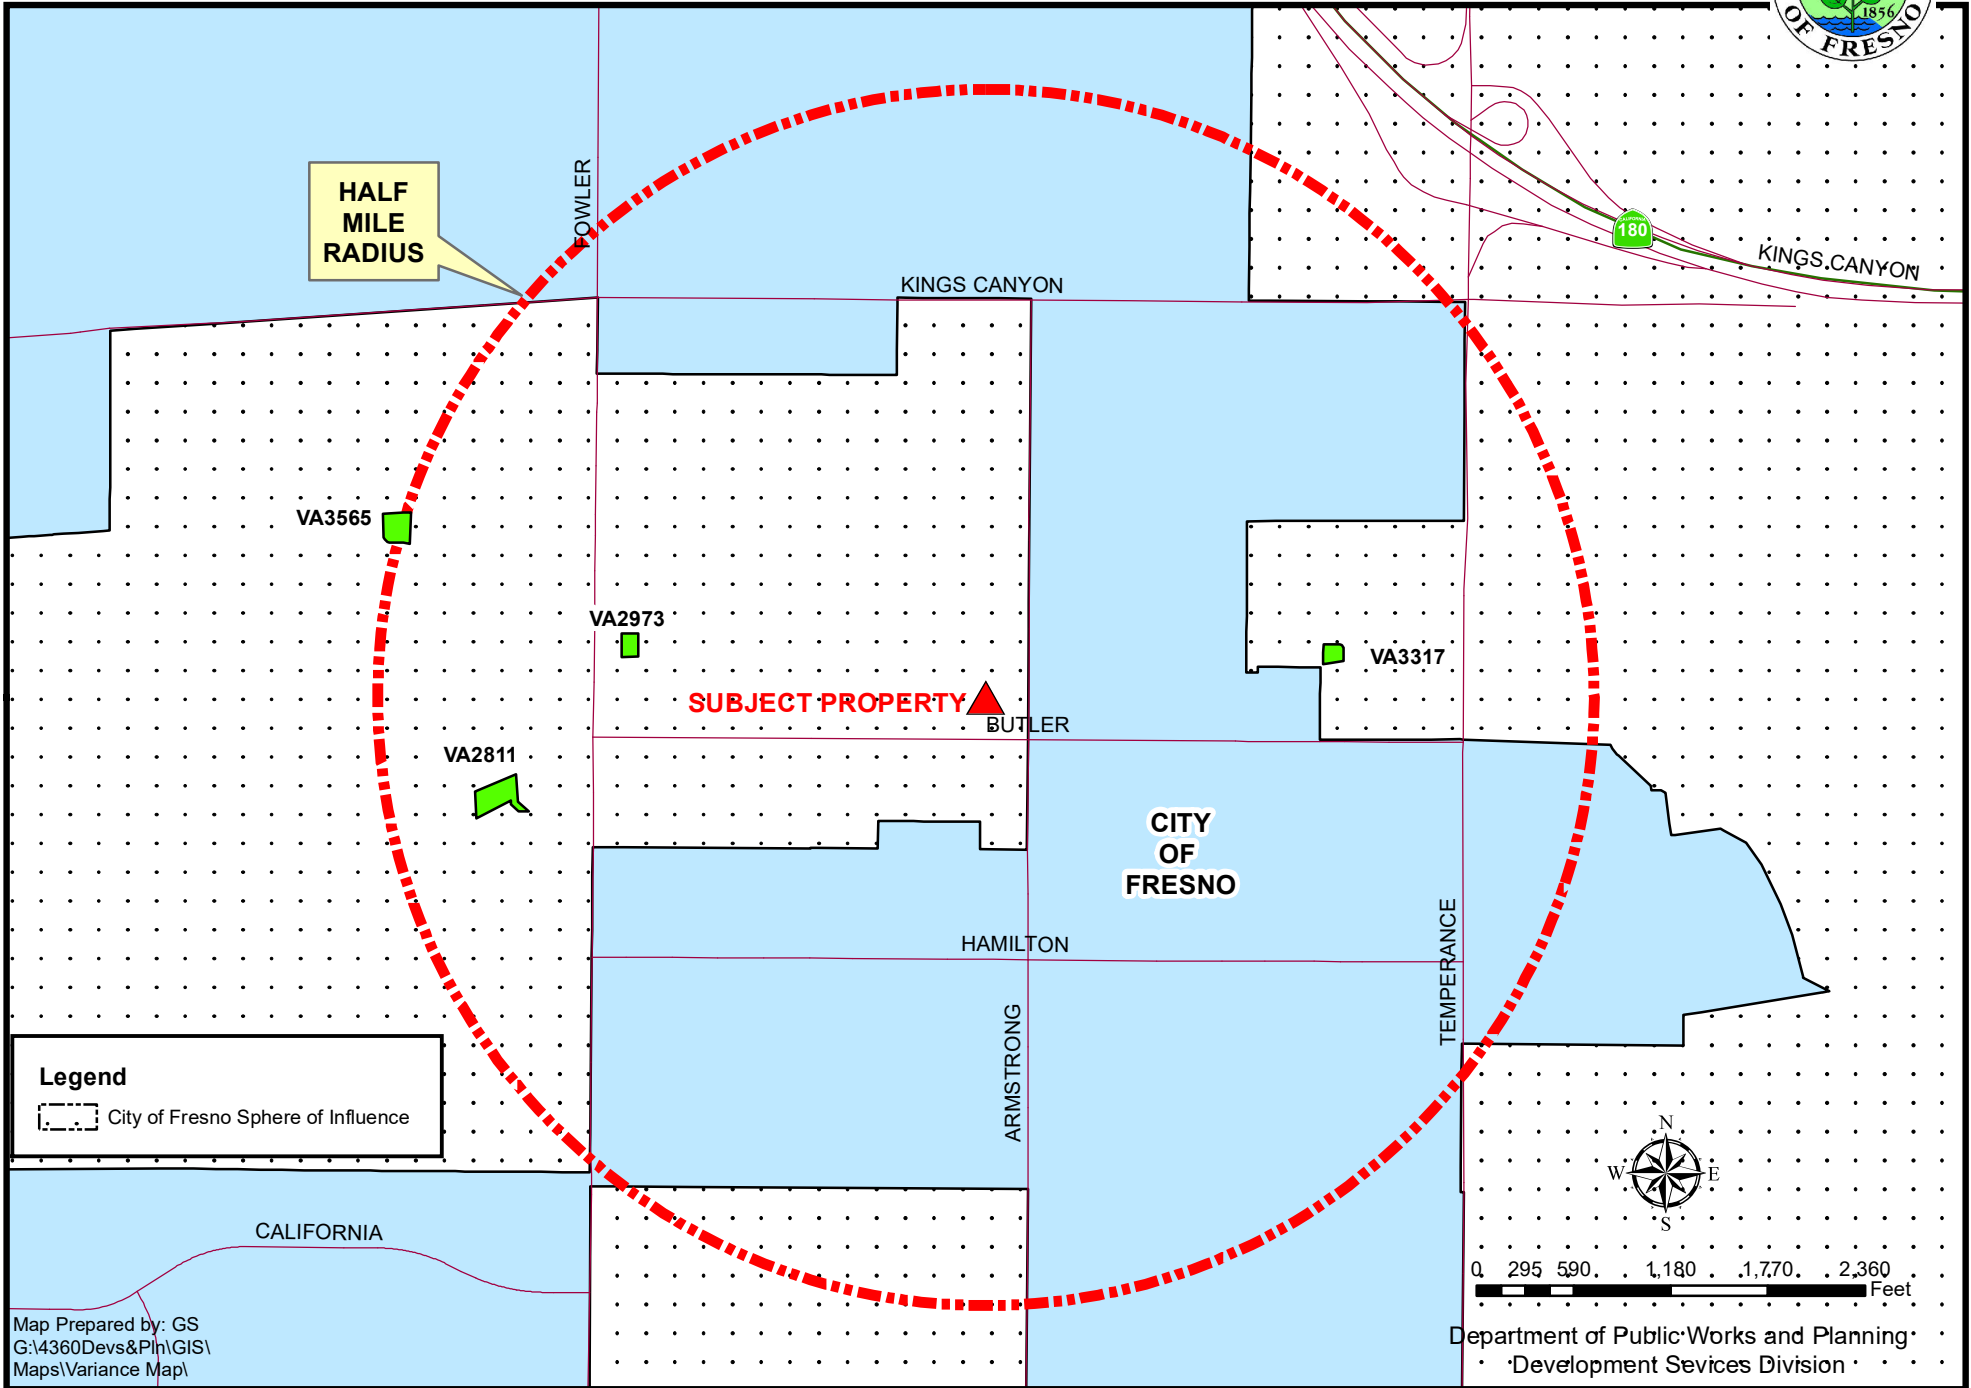 1856
OF FRESNO
HALF
MILE
RADIUS
FOWLER
180
KINGS CANYON
KINGS CANYON
VA3565
VA2973
VA3317
SUBJECT PROPERTY
BUTLER
VA2811
CITY
OF
FRESNO
HAMILTON
TEMPERANCE
ARMSTRONG
Legend
City of Fresno Sphere of Influence
N
W
E
S
CALIFORNIA
0 295 590 1,180 1,770 2,360
Feet
Map Prepared by: GS
G:\4360Devs&Pln\GIS\
Maps\Variance Map\
Department of Public Works and Planning
Development Sevices Division